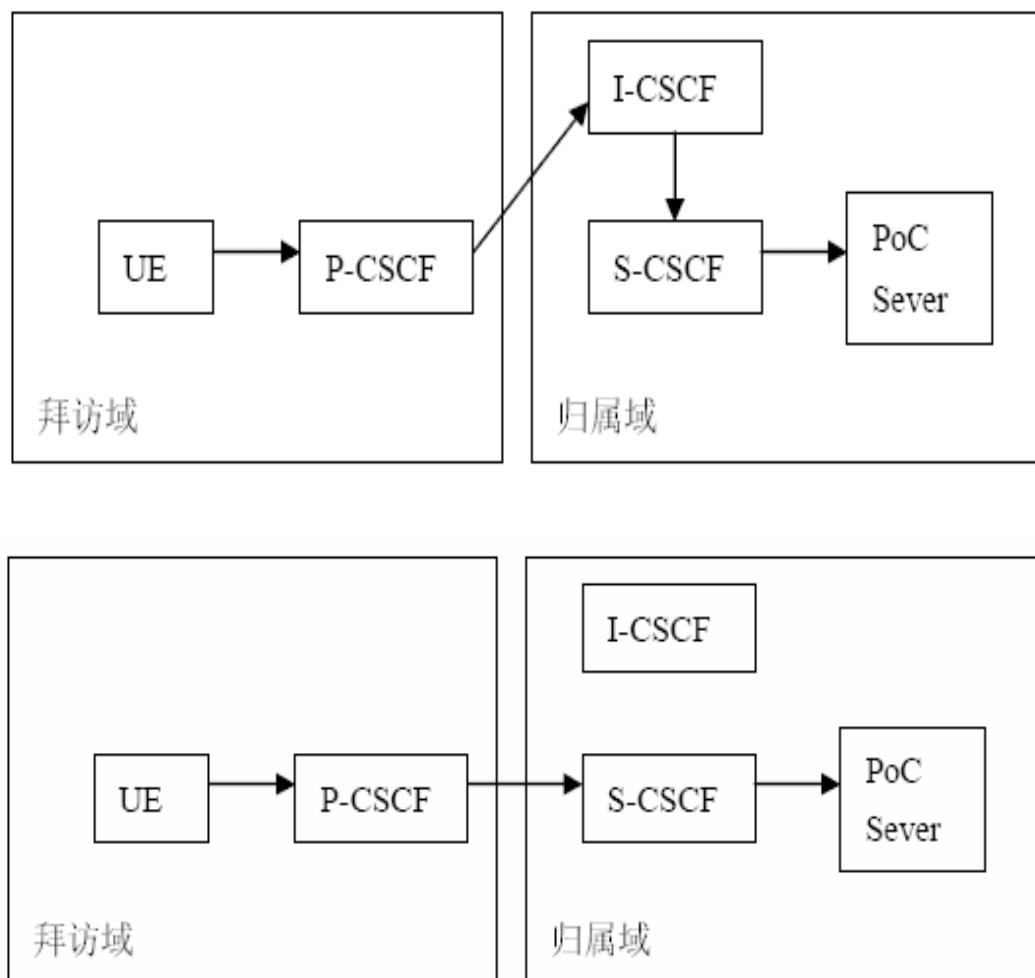 I-CSCF
UE
P-CSCF
S-CSCF
PoC
Sever
拜访域
归属域
I-CSCF
UE
P-CSCF
S-CSCF
PoC
Sever
拜访域
归属域